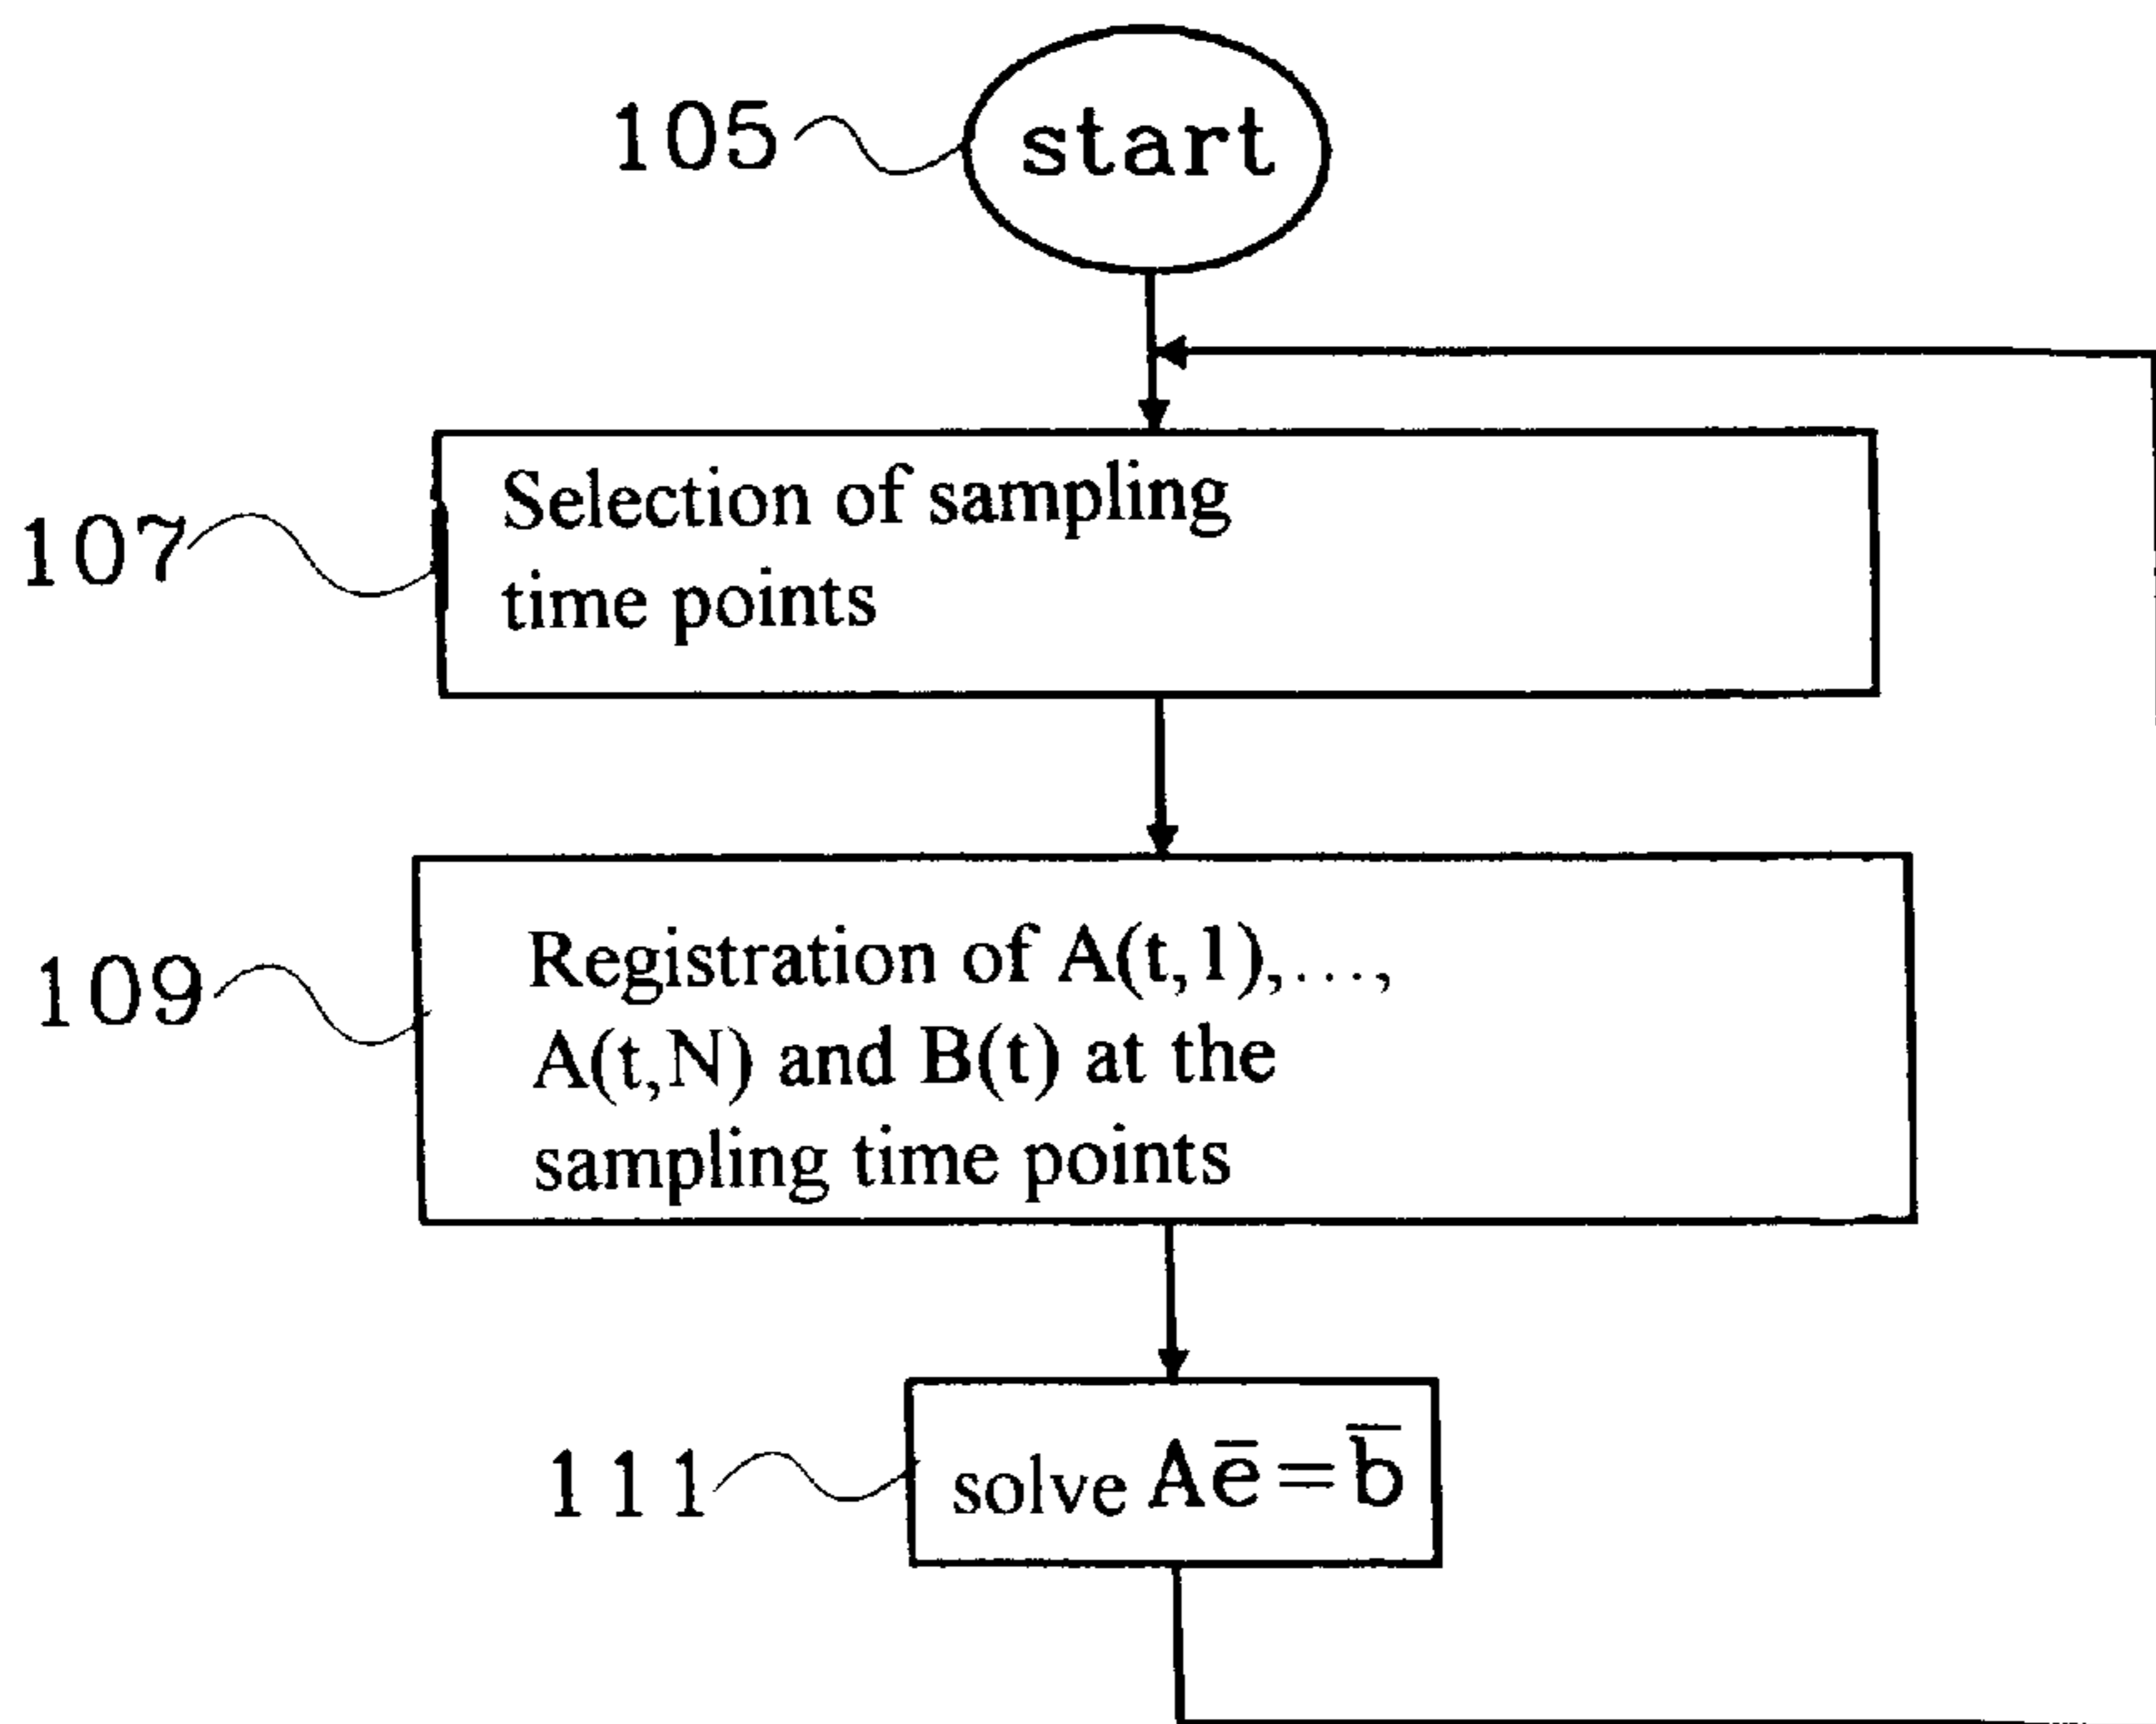 105
start
107
Selection of sampling
time points
109
Registration of A(t,1),...,
A(t,N) and B(t) at the
sampling time points
111
solve Ae̅=b̅